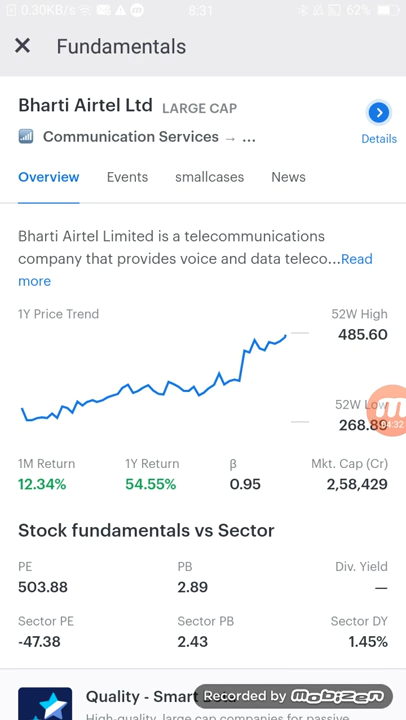 0.30KB/s 8:31 62%
Fundamentals
Bharti Airtel Ltd LARGE CAP
Communication Services → ...
Details
Overview Events smallcases News
Bharti Airtel Limited is a telecommunications
company that provides voice and data teleco...Read
more
1Y Price Trend 52W High
485.60
52W Low
268.89
1M Return 1Y Return β Mkt. Cap (Cr)
12.34% 54.55% 0.95 2,58,429
Stock fundamentals vs Sector
PE PB Div. Yield
503.88 2.89 —
Sector PE Sector PB Sector DY
-47.38 2.43 1.45%
Quality - Smart
High-quality, large cap companies for passive
Recorded by mobizen